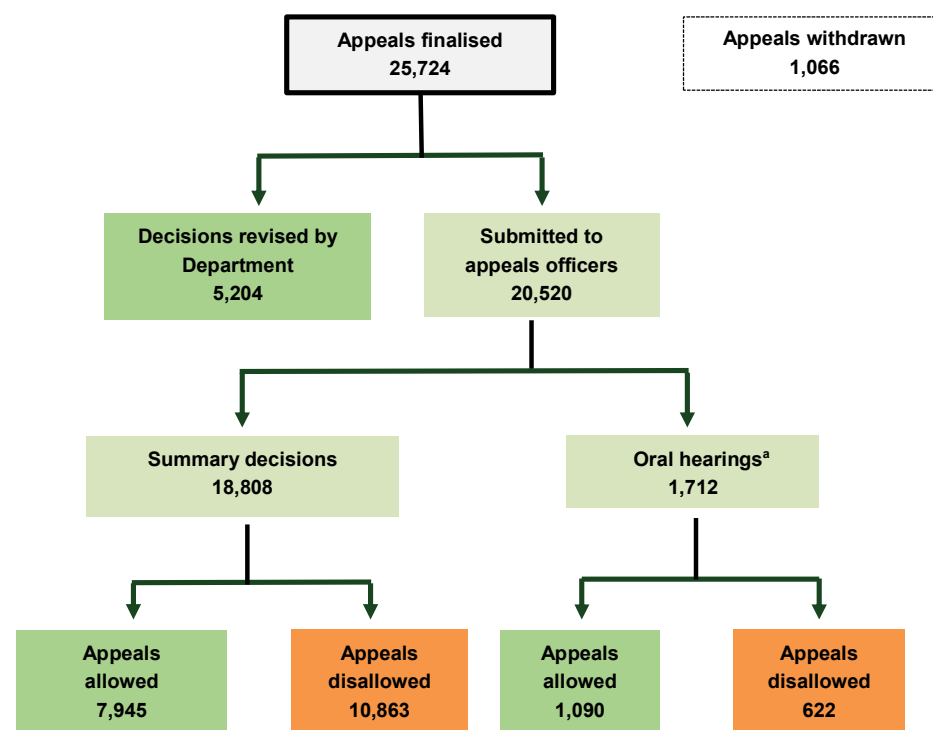 Appeals finalised
25,724
Appeals withdrawn
1,066
Decisions revised by
Department
5,204
Submitted to
appeals officers
20,520
Summary decisions
18,808
Oral hearingsᵃ
1,712
Appeals
allowed
7,945
Appeals
disallowed
10,863
Appeals
allowed
1,090
Appeals
disallowed
622